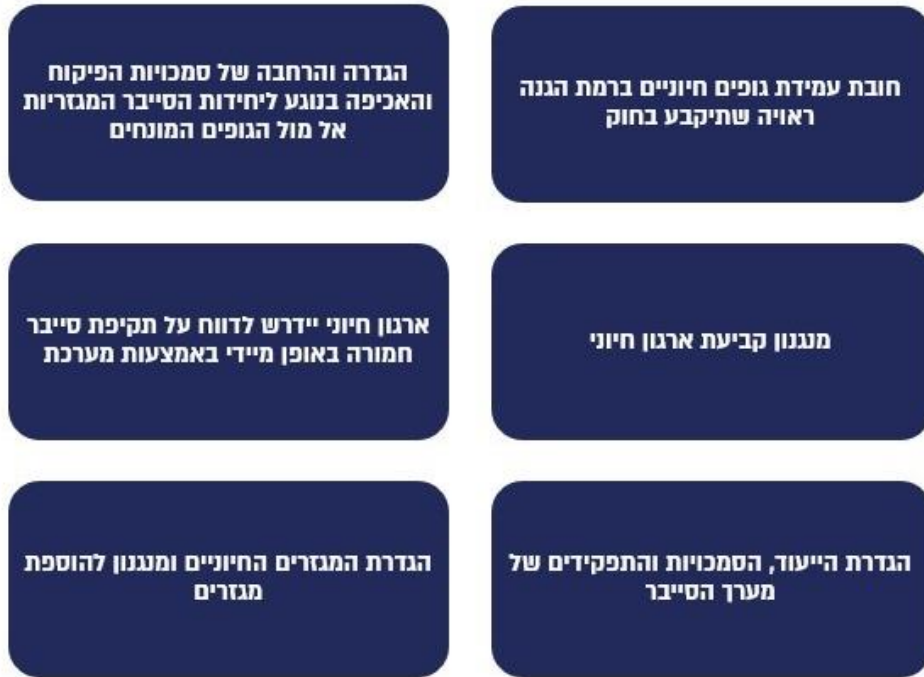 חובת עמידת גופים חיוניים ברמת הגנה
ראויה שתיקבע בחוק
הגדרה והרחבה של סמכויות הפיקוח
והאכיפה בנוגע ליחידות הסייבר המגזריות
אל מול הגופים המונחים
מנגנון קביעת ארגון חיוני
ארגון חיוני יידרש לדווח על תקיפת סייבר
חמורה באופן מיידי באמצעות מערכת
הגדרת הייעוד, הסמכויות והתפקידים של
מערך הסייבר
הגדרת המגזרים החיוניים ומנגנון להוספת
מגזרים